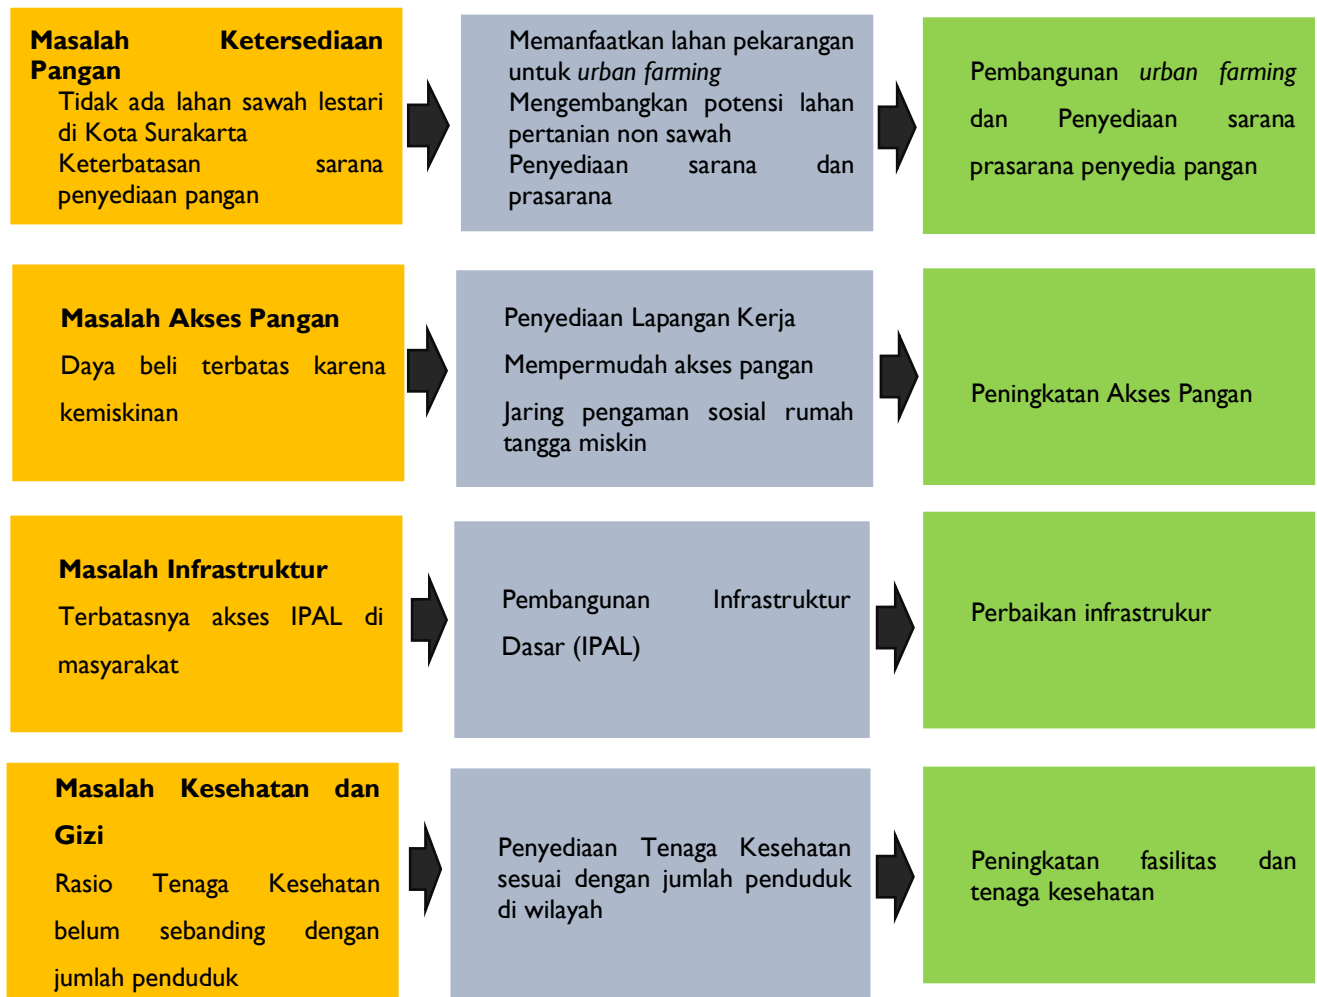 Masalah Ketersediaan
Pangan
Tidak ada lahan sawah lestari
di Kota Surakarta
Keterbatasan sarana
penyediaan pangan
Memanfaatkan lahan pekarangan
untuk urban farming
Mengembangkan potensi lahan
pertanian non sawah
Penyediaan sarana dan
prasarana
Pembangunan urban farming
dan Penyediaan sarana
prasarana penyedia pangan
Masalah Akses Pangan
Daya beli terbatas karena
kemiskinan
Penyediaan Lapangan Kerja
Mempermudah akses pangan
Jaring pengaman sosial rumah
tangga miskin
Peningkatan Akses Pangan
Masalah Infrastruktur
Terbatasnya akses IPAL di
masyarakat
Pembangunan Infrastruktur
Dasar (IPAL)
Perbaikan infrastrukur
Masalah Kesehatan dan
Gizi
Rasio Tenaga Kesehatan
belum sebanding dengan
jumlah penduduk
Penyediaan Tenaga Kesehatan
sesuai dengan jumlah penduduk
di wilayah
Peningkatan fasilitas dan
tenaga kesehatan